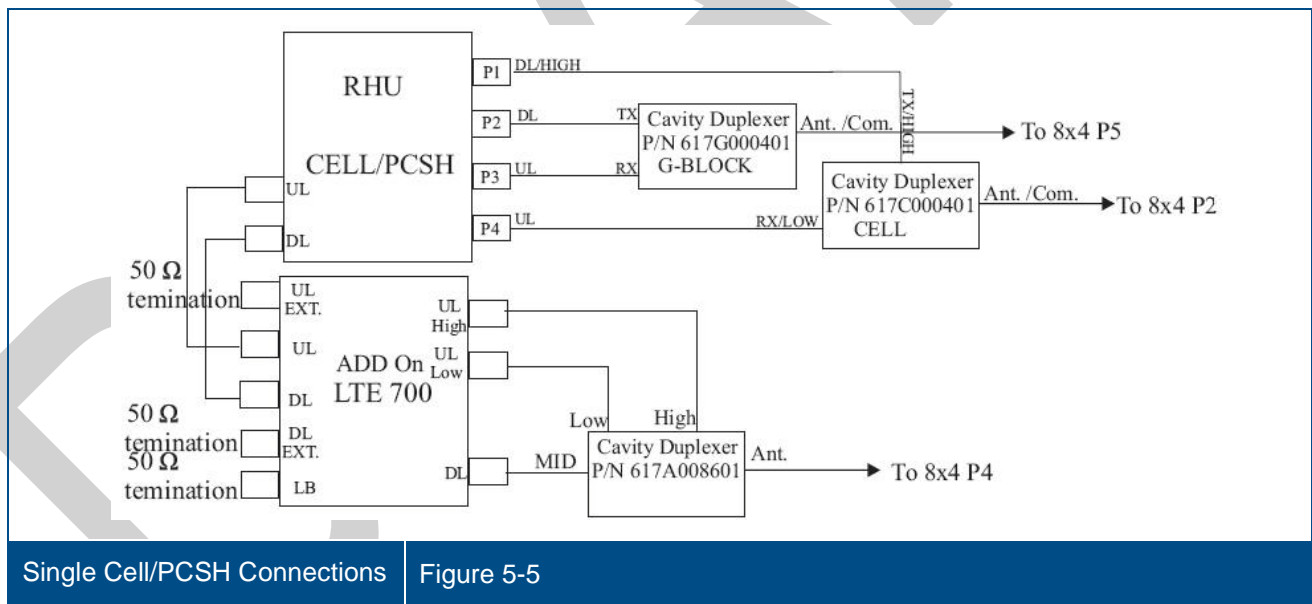 RHU
CELL/PCSH
P1
DL/HIGH
P2
DL
TX
P3
UL
RX
P4
UL
RX/LOW
Cavity Duplexer
P/N 617G000401
G-BLOCK
Ant. /Com.
To 8x4 P5
TX/HIGH
Cavity Duplexer
P/N 617C000401
CELL
Ant. /Com.
To 8x4 P2
UL
DL
50 Ω
temination
UL
EXT.
UL
DL
50 Ω
temination
DL
EXT.
50 Ω
temination
LB
ADD On
LTE 700
UL
High
UL
Low
DL
MID
Low
High
Cavity Duplexer
P/N 617A008601
Ant.
To 8x4 P4
Single Cell/PCSH Connections
Figure 5-5